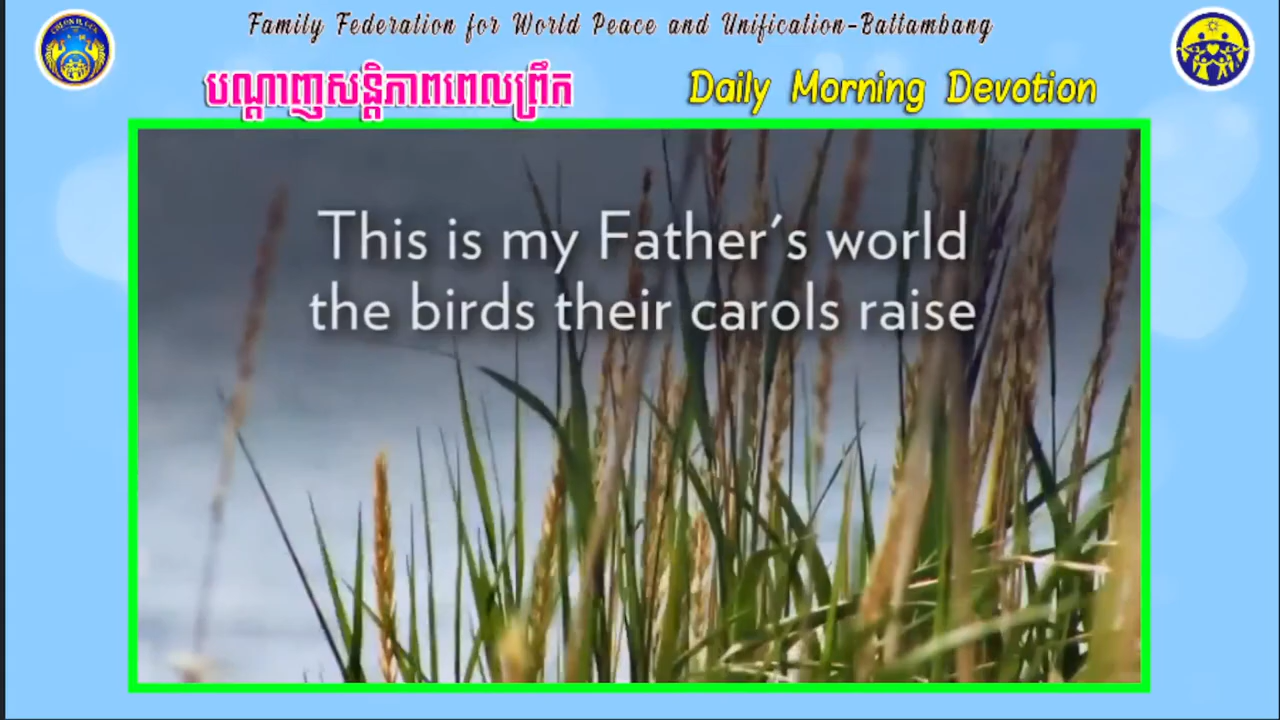 Family Federation for World Peace and Unification-Battambang
បណ្តាញសន្តិភាពពេលព្រឹក
Daily Morning Devotion
This is my Father's world
the birds their carols raise